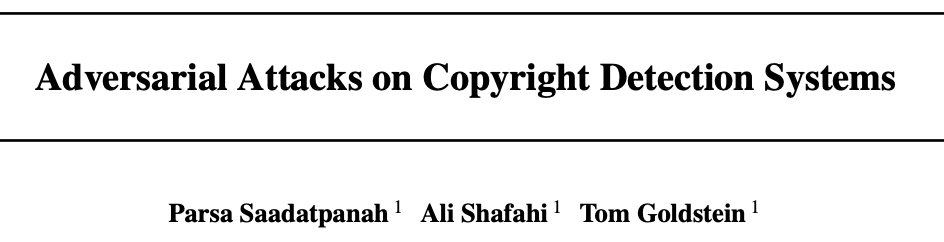 Adversarial Attacks on Copyright Detection Systems
Parsa Saadatpanah 1 Ali Shafahi 1 Tom Goldstein 1